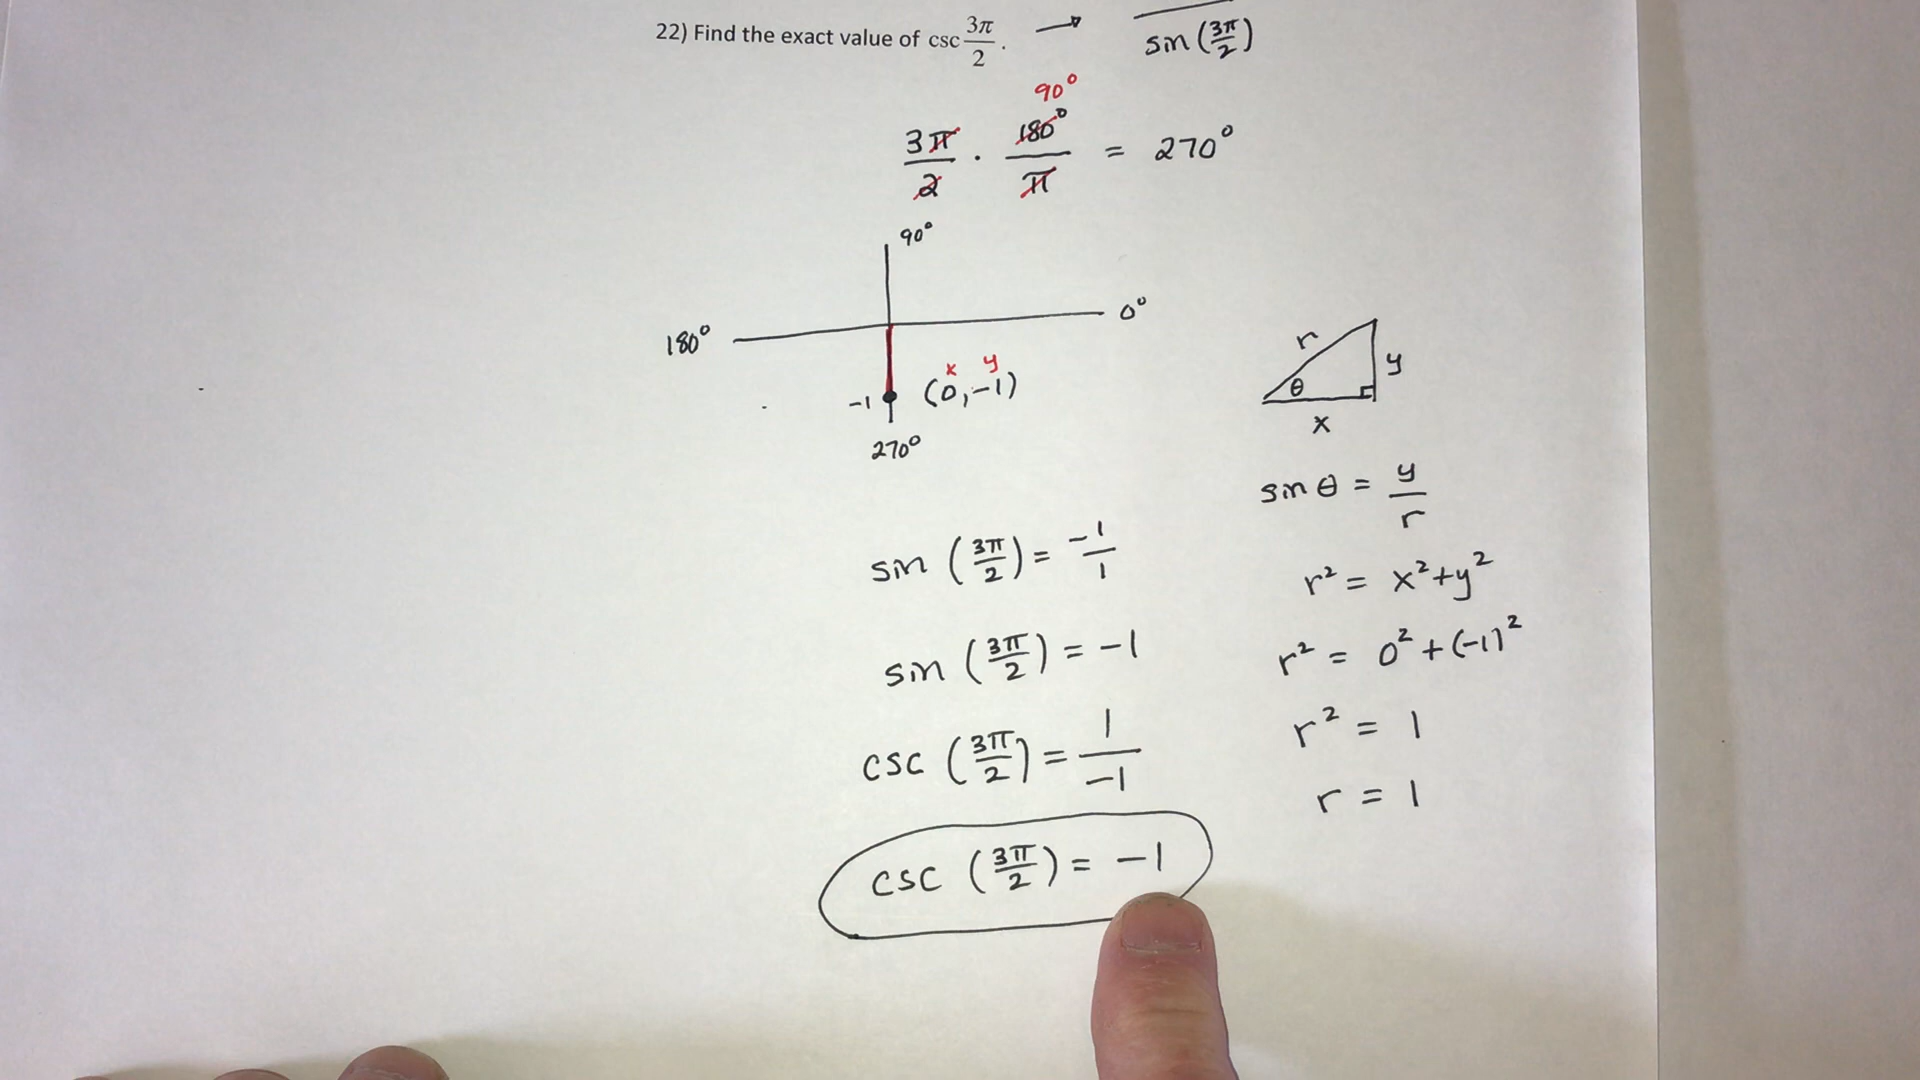 22) Find the exact value of csc 3π/2 . → sin (3π/2)
90°
3π/2 · 180°/π = 270°
90°
180° 0°
x y
-1 (0,-1)
270°
r y
θ
x
sin θ = y/r
sin (3π/2) = -1/1
r² = x²+y²
sin (3π/2) = -1
r² = 0²+(-1)²
csc (3π/2) = 1/-1
r² = 1
r = 1
csc (3π/2) = -1